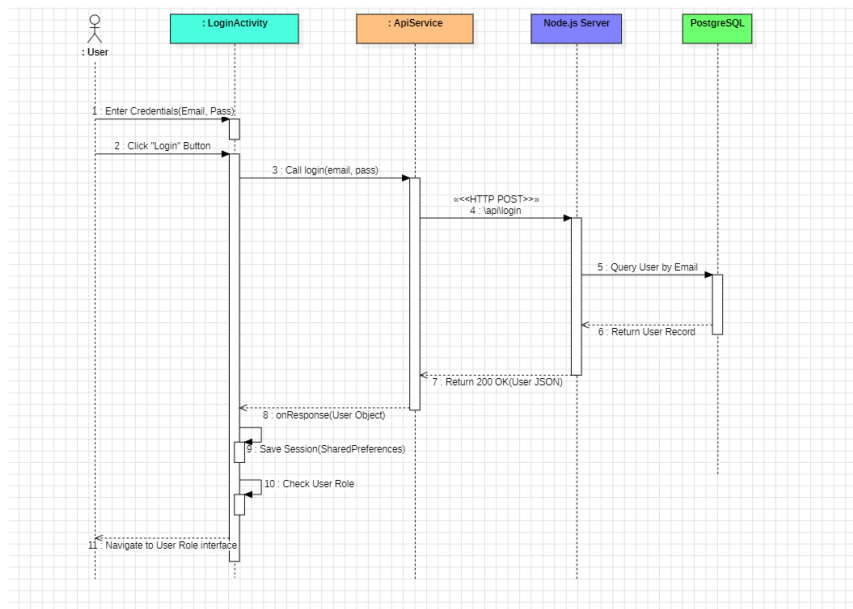 : LoginActivity
: ApiService
Node.js Server
PostgreSQL
: User
1 : Enter Credentials(Email, Pass)
2 : Click "Login" Button
3 : Call login(email, pass)
«<<HTTP POST>>»
4 : \api\login
5 : Query User by Email
6 : Return User Record
7 : Return 200 OK(User JSON)
8 : onResponse(User Object)
9 : Save Session(SharedPreferences)
10 : Check User Role
11 : Navigate to User Role interface